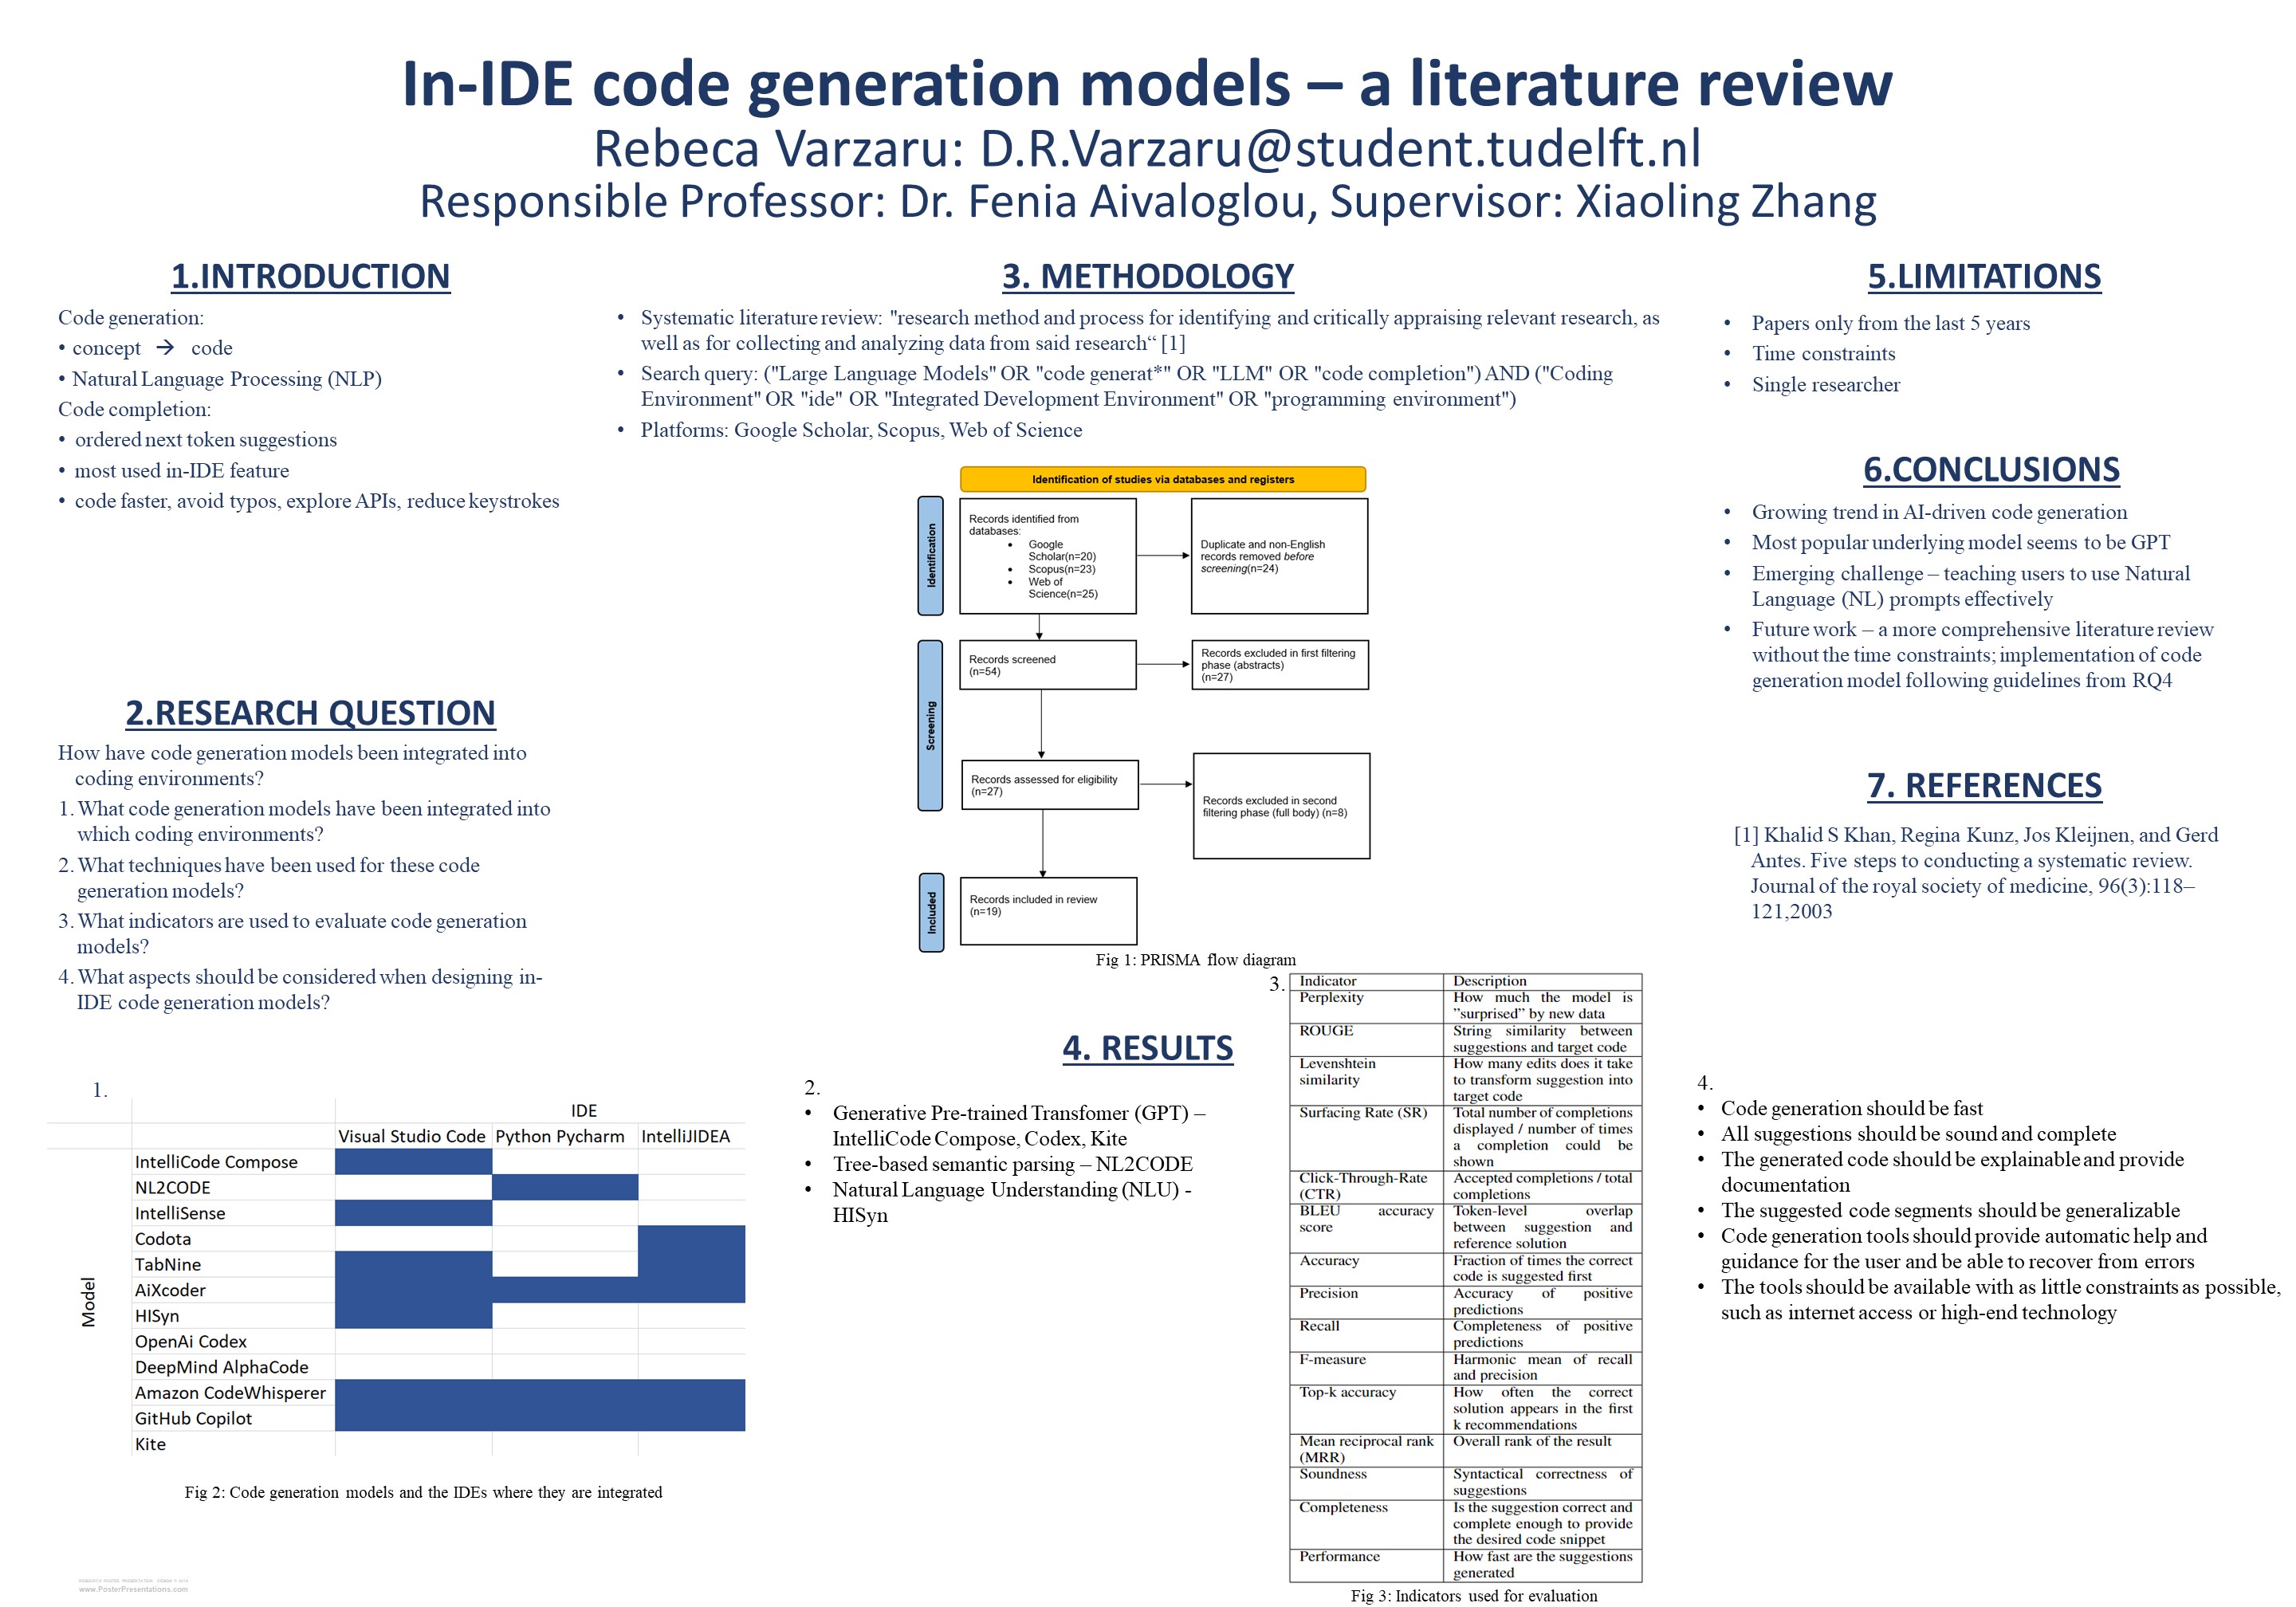 In-IDE code generation models – a literature review
Rebeca Varzaru: D.R.Varzaru@student.tudelft.nl
Responsible Professor: Dr. Fenia Aivaloglou, Supervisor: Xiaoling Zhang
1.INTRODUCTION
Code generation:
• concept → code
• Natural Language Processing (NLP)
Code completion:
• ordered next token suggestions
• most used in-IDE feature
• code faster, avoid typos, explore APIs, reduce keystrokes
2.RESEARCH QUESTION
How have code generation models been integrated into
coding environments?
1. What code generation models have been integrated into
which coding environments?
2. What techniques have been used for these code
generation models?
3. What indicators are used to evaluate code generation
models?
4. What aspects should be considered when designing in-
IDE code generation models?
3. METHODOLOGY
• Systematic literature review: "research method and process for identifying and critically appraising relevant research, as
well as for collecting and analyzing data from said research“ [1]
• Search query: ("Large Language Models" OR "code generat*" OR "LLM" OR "code completion") AND ("Coding
Environment" OR "ide" OR "Integrated Development Environment" OR "programming environment")
• Platforms: Google Scholar, Scopus, Web of Science
Identification of studies via databases and registers
Identification
Records identified from
databases:
• Google
Scholar(n=20)
• Scopus(n=23)
• Web of
Science(n=25)
Duplicate and non-English
records removed before
screening(n=24)
Screening
Records screened
(n=54)
Records excluded in first filtering
phase (abstracts)
(n=27)
Records assessed for eligibility
(n=27)
Records excluded in second
filtering phase (full body) (n=8)
Included
Records included in review
(n=19)
Fig 1: PRISMA flow diagram
4. RESULTS
1.
IDE
Visual Studio Code Python Pycharm IntelliJIDEA
Model
IntelliCode Compose
NL2CODE
IntelliSense
Codota
TabNine
AiXcoder
HISyn
OpenAi Codex
DeepMind AlphaCode
Amazon CodeWhisperer
GitHub Copilot
Kite
Fig 2: Code generation models and the IDEs where they are integrated
2.
• Generative Pre-trained Transfomer (GPT) –
IntelliCode Compose, Codex, Kite
• Tree-based semantic parsing – NL2CODE
• Natural Language Understanding (NLU) -
HISyn
3.
Indicator Description
Perplexity How much the model is
”surprised” by new data
ROUGE String similarity between
suggestions and target code
Levenshtein How many edits does it take
similarity to transform suggestion into
target code
Surfacing Rate (SR) Total number of completions
displayed / number of times
a completion could be
shown
Click-Through-Rate Accepted completions / total
(CTR) completions
BLEU accuracy Token-level overlap
score between suggestion and
reference solution
Accuracy Fraction of times the correct
code is suggested first
Precision Accuracy of positive
predictions
Recall Completeness of positive
predictions
F-measure Harmonic mean of recall
and precision
Top-k accuracy How often the correct
solution appears in the first
k recommendations
Mean reciprocal rank Overall rank of the result
(MRR)
Soundness Syntactical correctness of
suggestions
Completeness Is the suggestion correct and
complete enough to provide
the desired code snippet
Performance How fast are the suggestions
generated
Fig 3: Indicators used for evaluation
4.
• Code generation should be fast
• All suggestions should be sound and complete
• The generated code should be explainable and provide
documentation
• The suggested code segments should be generalizable
• Code generation tools should provide automatic help and
guidance for the user and be able to recover from errors
• The tools should be available with as little constraints as possible,
such as internet access or high-end technology
5.LIMITATIONS
• Papers only from the last 5 years
• Time constraints
• Single researcher
6.CONCLUSIONS
• Growing trend in AI-driven code generation
• Most popular underlying model seems to be GPT
• Emerging challenge – teaching users to use Natural
Language (NL) prompts effectively
• Future work – a more comprehensive literature review
without the time constraints; implementation of code
generation model following guidelines from RQ4
7. REFERENCES
[1] Khalid S Khan, Regina Kunz, Jos Kleijnen, and Gerd
Antes. Five steps to conducting a systematic review.
Journal of the royal society of medicine, 96(3):118–
121,2003
www.PosterPresentations.com